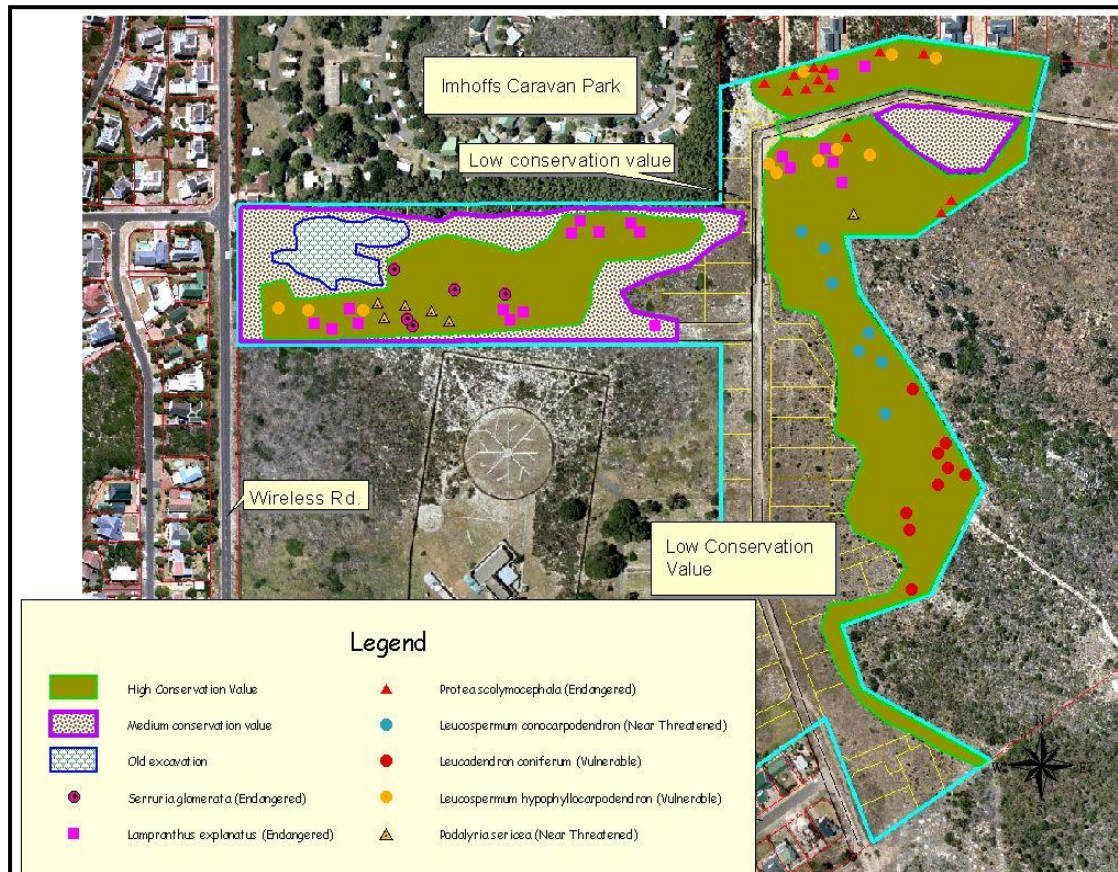 Imhoffs Caravan Park
Low conservation value
Wireless Rd.
Low Conservation
Value
Legend
High Conservation Value
Medium conservation value
Old excavation
Serruria glomerata (Endangered)
Lampranthus explanatus (Endangered)
Protea scolymocephala (Endangered)
Leucospermum conocarpodendron (Near Threatened)
Leucadendron coniferum (Vulnerable)
Leucospermum hypophyllocarpodendron (Vulnerable)
Podalyria sericea (Near Threatened)
N
W
E